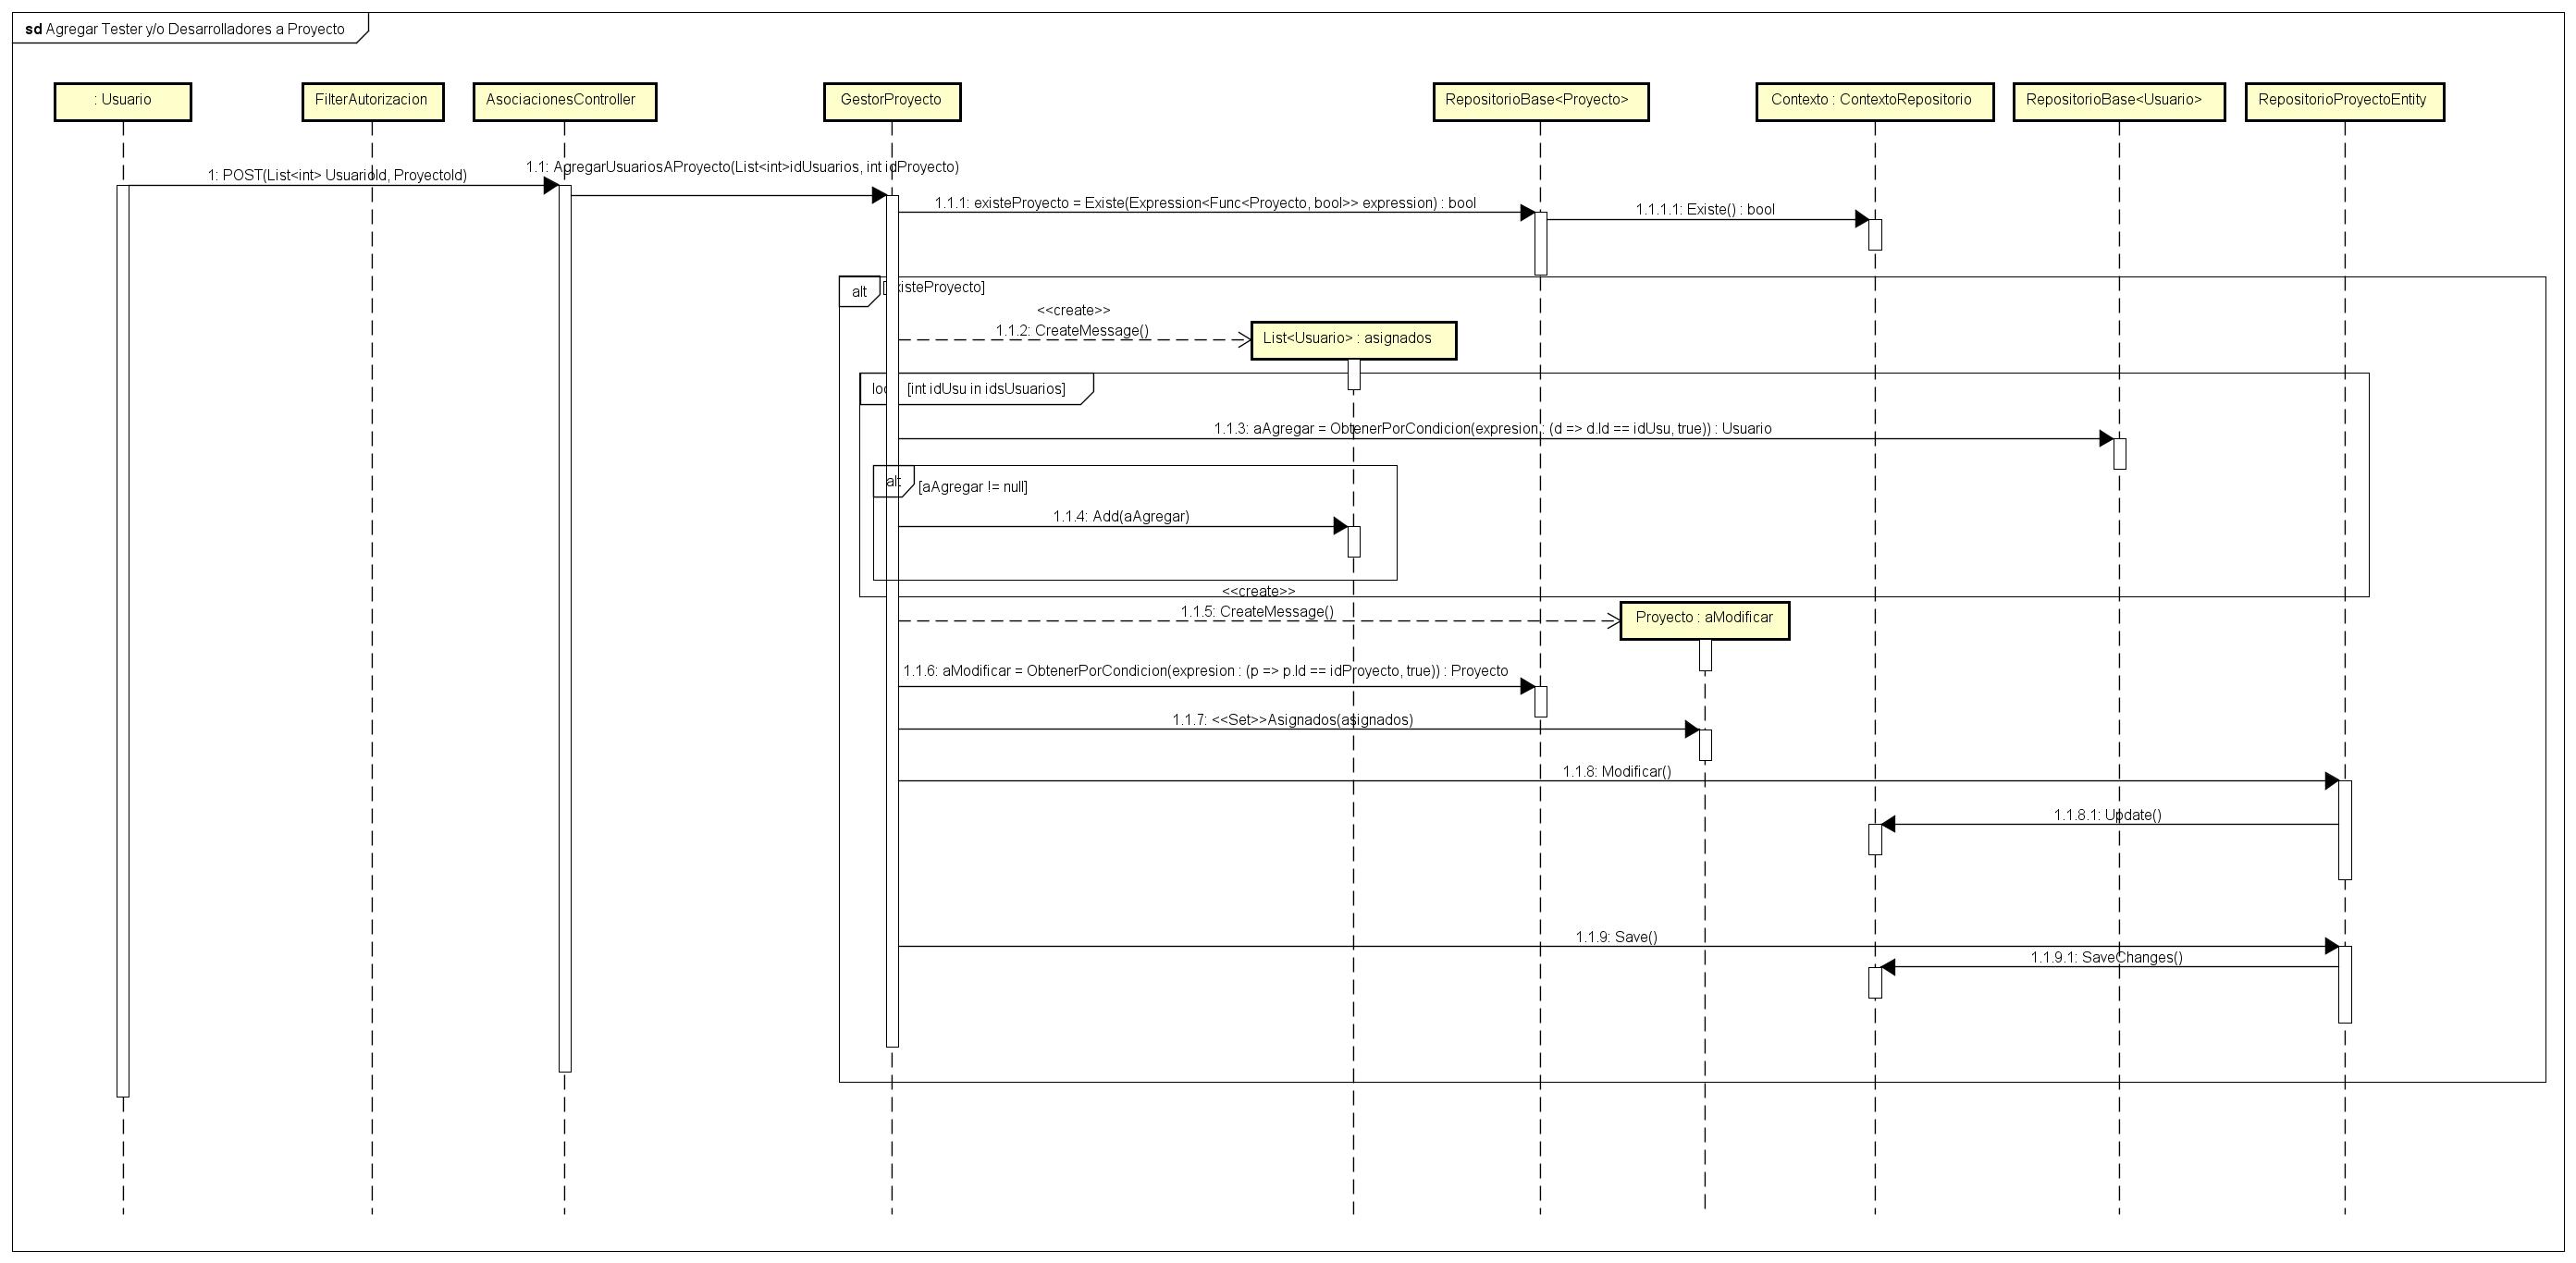 sd Agregar Tester y/o Desarrolladores a Proyecto
: Usuario
FilterAutorizacion
AsociacionesController
GestorProyecto
RepositorioBase<Proyecto>
Contexto : ContextoRepositorio
RepositorioBase<Usuario>
RepositorioProyectoEntity
1: POST(List<int> UsuarioId, ProyectoId)
1.1: AgregarUsuariosAProyecto(List<int>idUsuarios, int idProyecto)
1.1.1: existeProyecto = Existe(Expression<Func<Proyecto, bool>> expression) : bool
1.1.1.1: Existe() : bool
alt
[existeProyecto]
<<create>>
1.1.2: CreateMessage()
List<Usuario> : asignados
loop [int idUsu in idsUsuarios]
1.1.3: aAgregar = ObtenerPorCondicion(expresion : (d => d.Id == idUsu, true)) : Usuario
alt
[aAgregar != null]
1.1.4: Add(aAgregar)
<<create>>
1.1.5: CreateMessage()
Proyecto : aModificar
1.1.6: aModificar = ObtenerPorCondicion(expresion : (p => p.Id == idProyecto, true)) : Proyecto
1.1.7: <<Set>>Asignados(asignados)
1.1.8: Modificar()
1.1.8.1: Update()
1.1.9: Save()
1.1.9.1: SaveChanges()